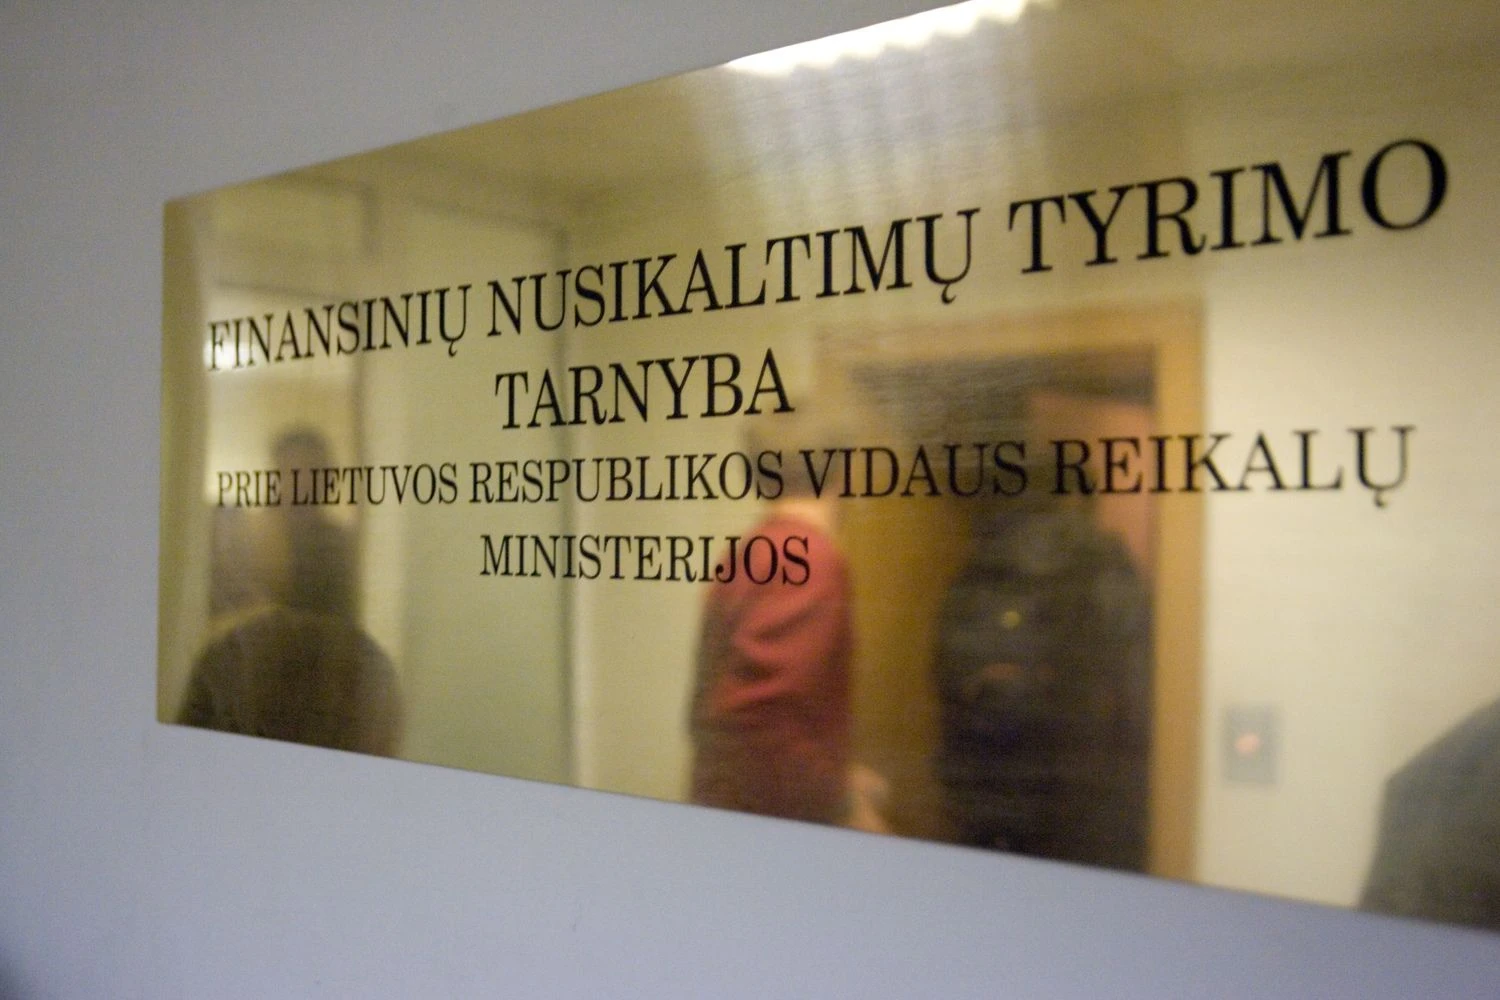 FINANSINIŲ NUSIKALTIMŲ TYRIMO
TARNYBA
PRIE LIETUVOS RESPUBLIKOS VIDAUS REIKALŲ
MINISTERIJOS